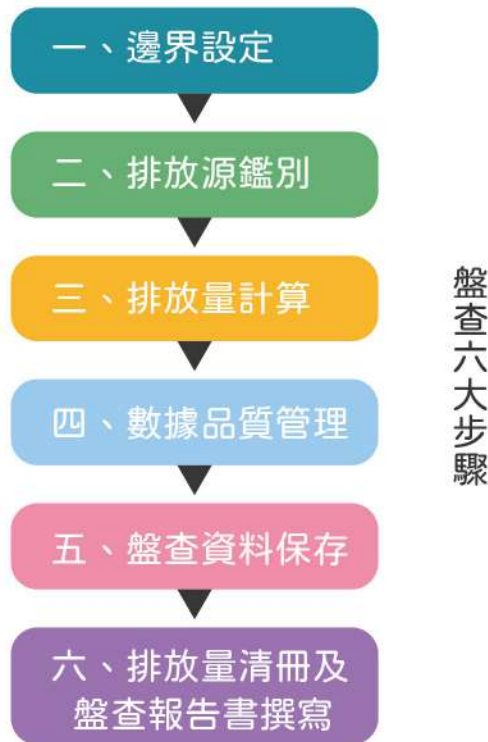 一、邊界設定
二、排放源鑑別
三、排放量計算
四、數據品質管理
五、盤查資料保存
六、排放量清冊及
盤查報告書撰寫
盤查六大步驟